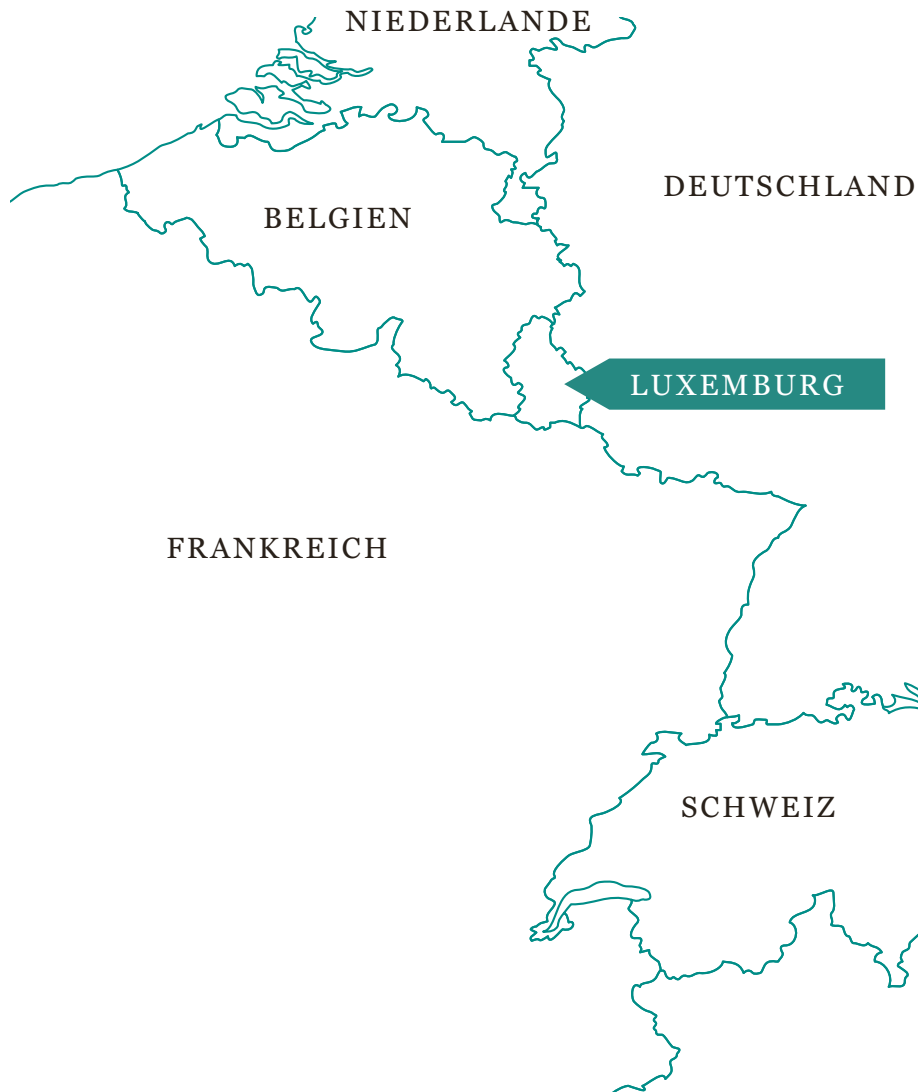 NIEDERLANDE
DEUTSCHLAND
BELGIEN
LUXEMBURG
FRANKREICH
SCHWEIZ